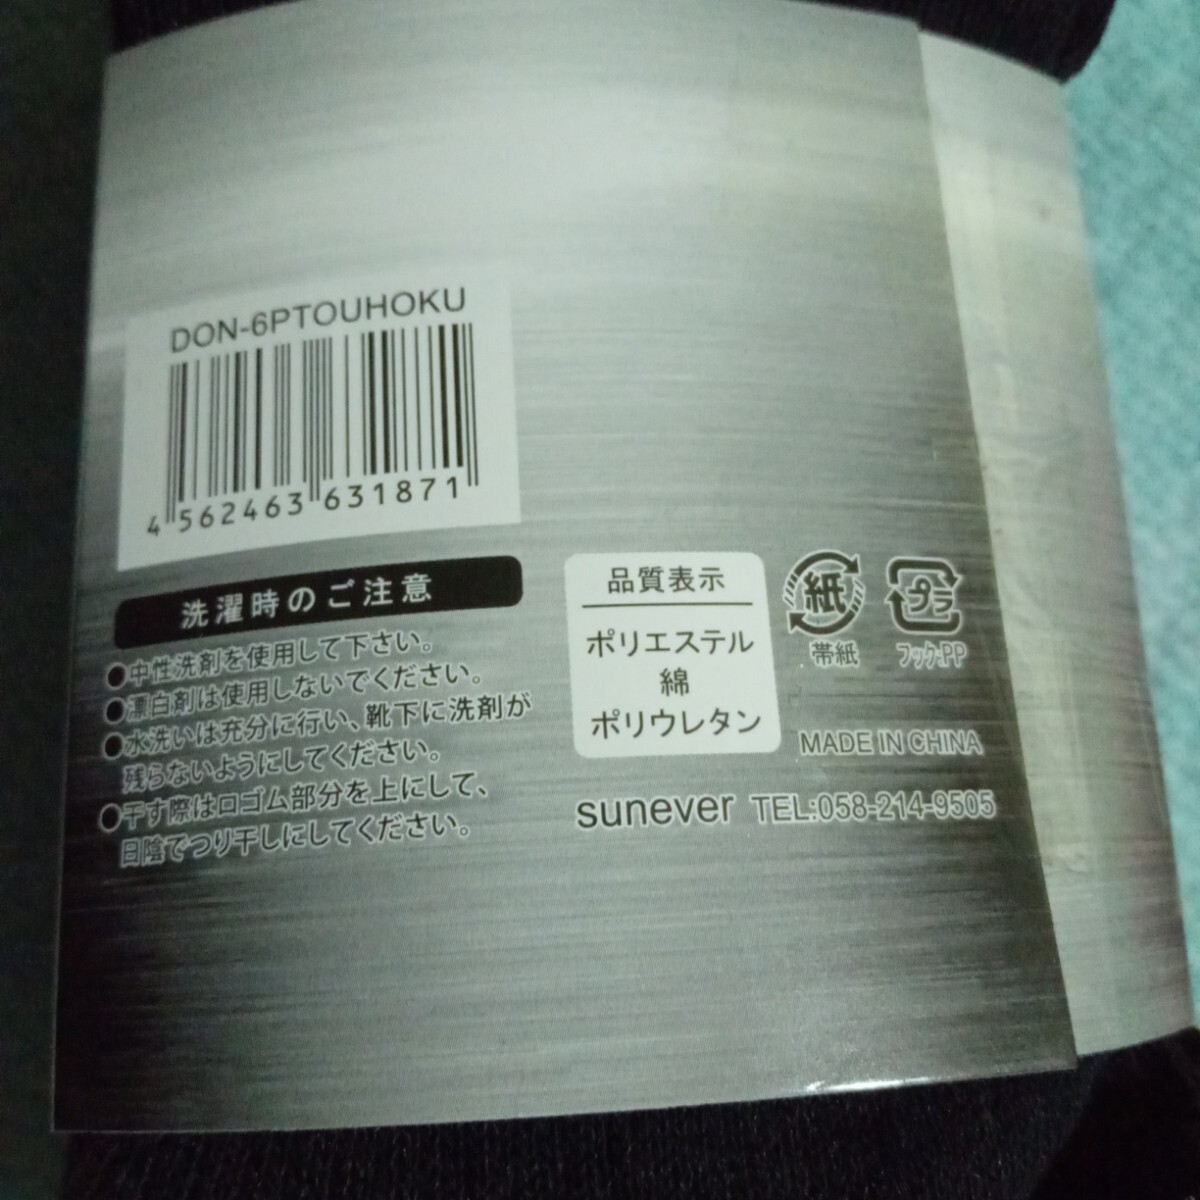 DON-6PTOUHOKU
4 562463 631871
洗濯時のご注意
●中性洗剤を使用して下さい。
●漂白剤は使用しないでください。
●水洗いは充分に行い、靴下に洗剤が
残らないようにしてください。
●干す際は口ゴム部分を上にして、
日陰でつり干しにしてください。
品質表示
ポリエステル
綿
ポリウレタン
紙
帯紙
プラ
フック:PP
MADE IN CHINA
sunever TEL:058-214-9505